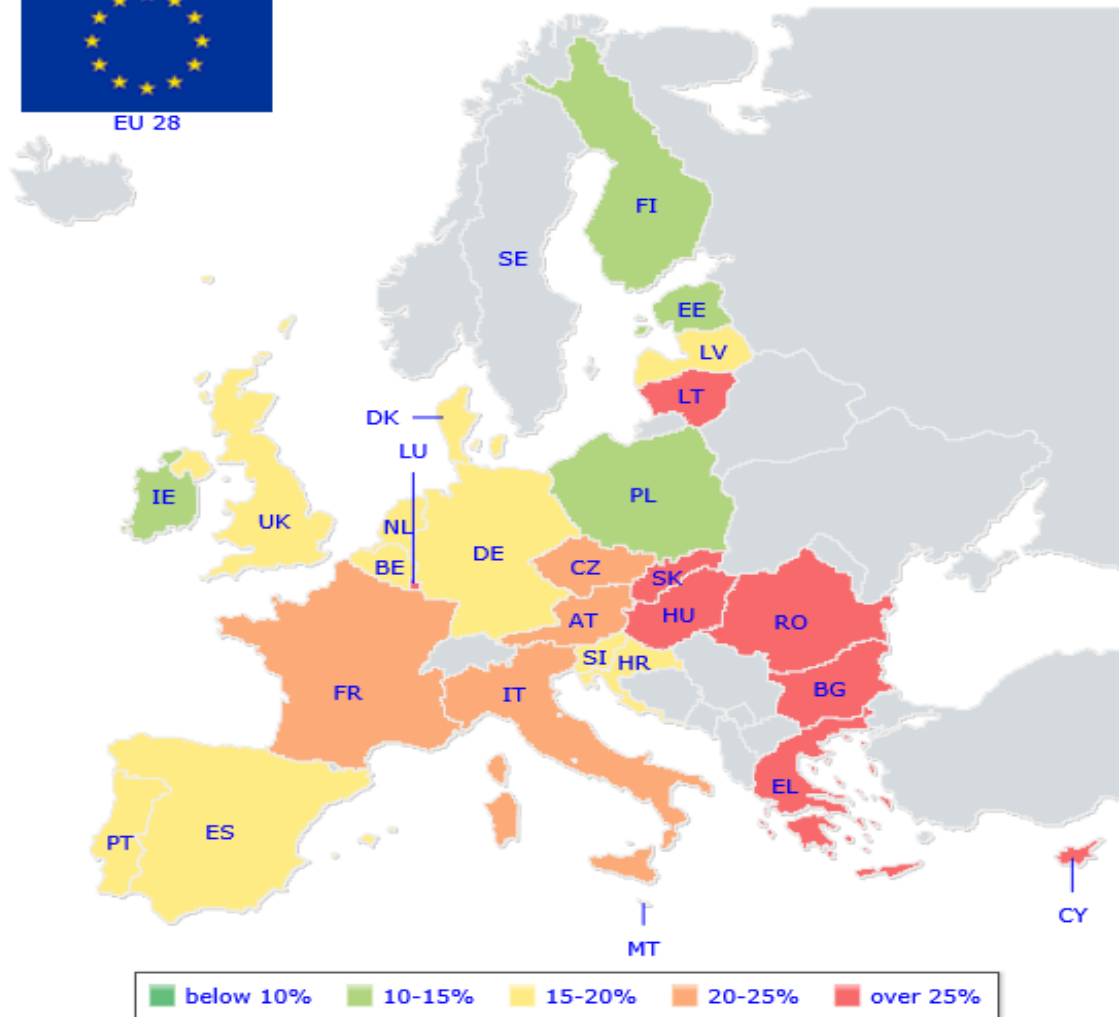 EU 28
FI
SE
EE
LV
LT
DK
LU
IE
PL
UK
NL
DE
BE
CZ
SK
AT
HU
RO
SI
HR
BG
FR
IT
EL
PT
ES
CY
MT
below 10% 10-15% 15-20% 20-25% over 25%